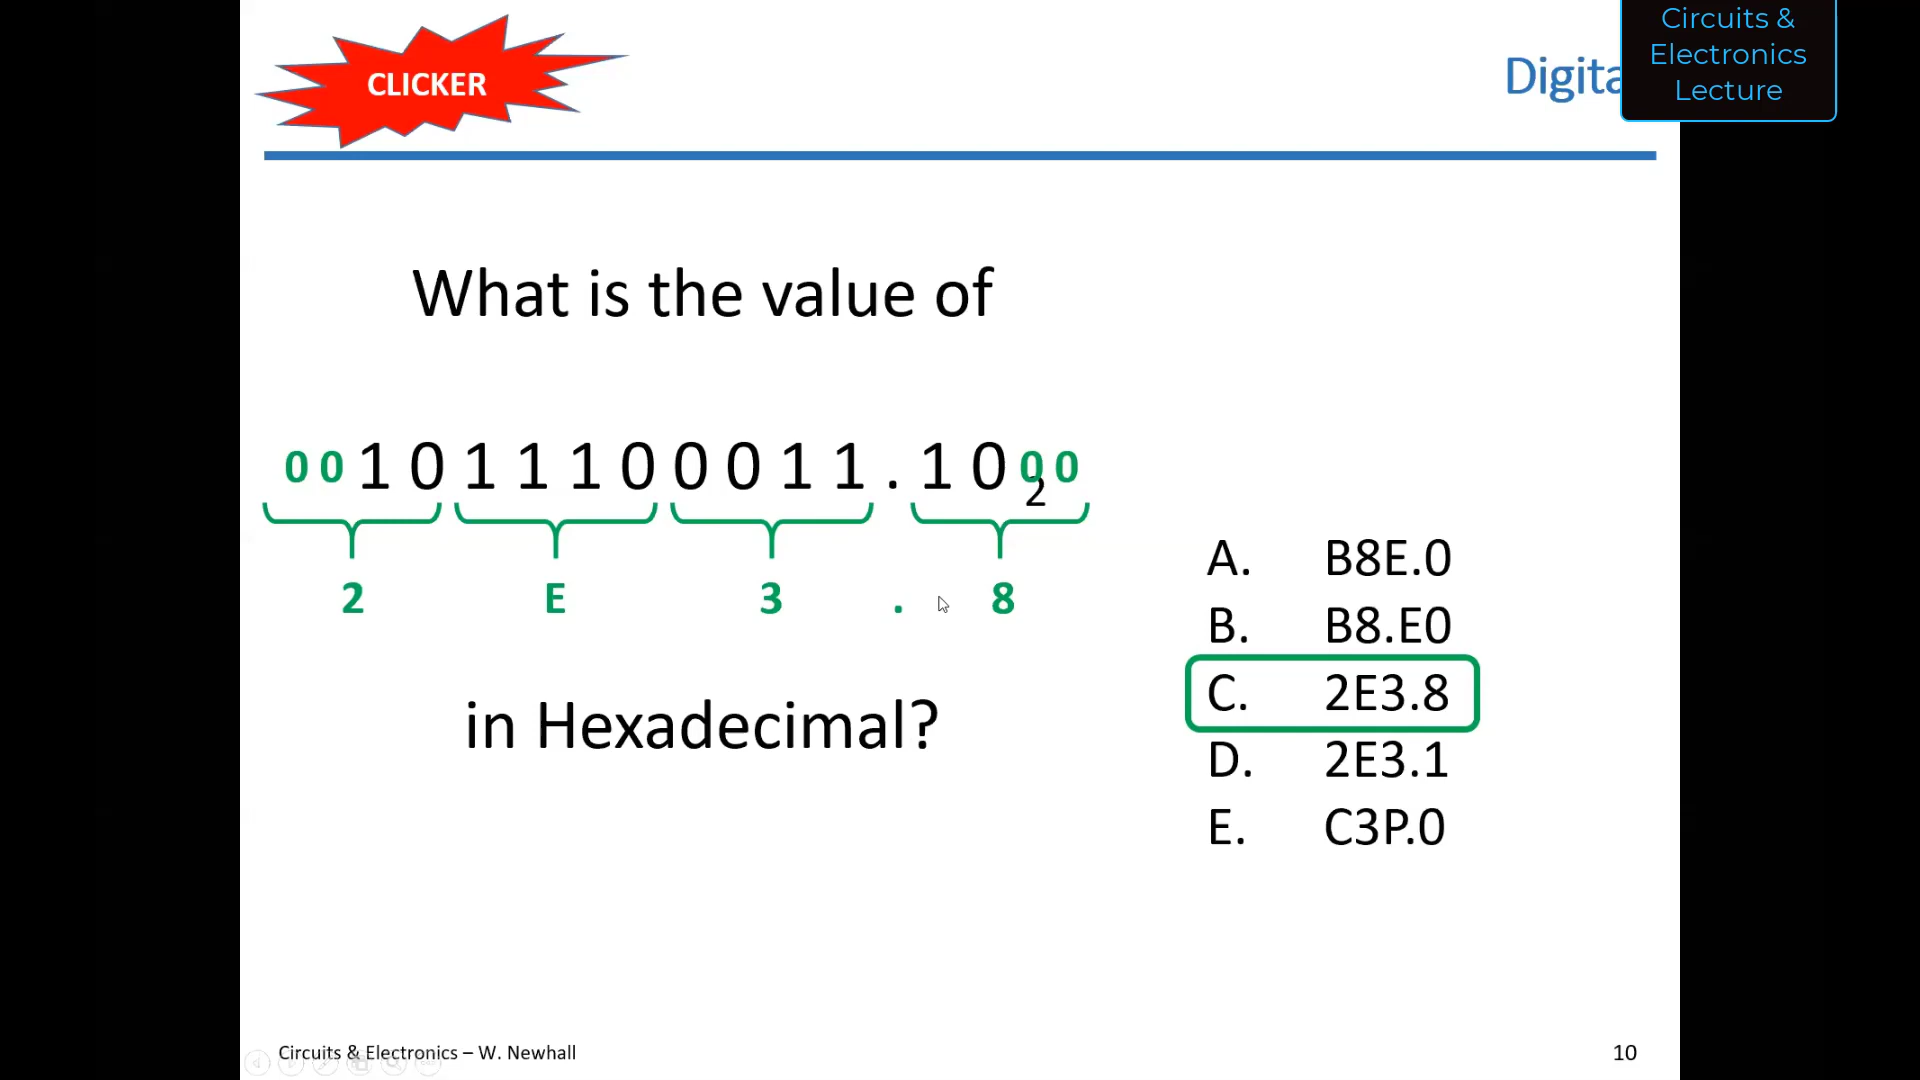 CLICKER
Digita
Circuits &
Electronics
Lecture
What is the value of
0 0 1 0 1 1 1 0 0 0 1 1 . 1 0 0 0
2
2 E 3 . 8
in Hexadecimal?
A. B8E.0
B. B8.E0
C. 2E3.8
D. 2E3.1
E. C3P.0
Circuits & Electronics – W. Newhall
10